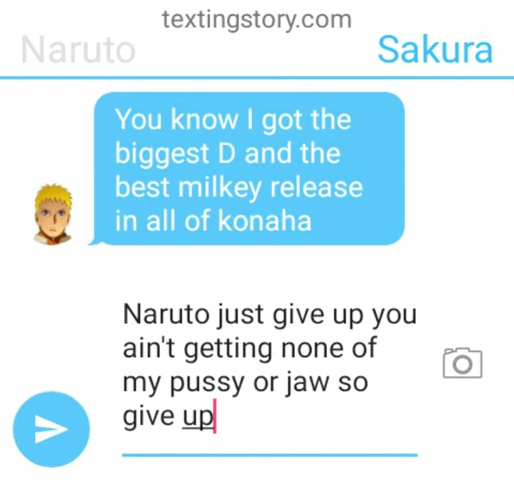 textingstory.com
Naruto
Sakura
You know I got the
biggest D and the
best milkey release
in all of konaha
Naruto just give up you
ain't getting none of
my pussy or jaw so
give up